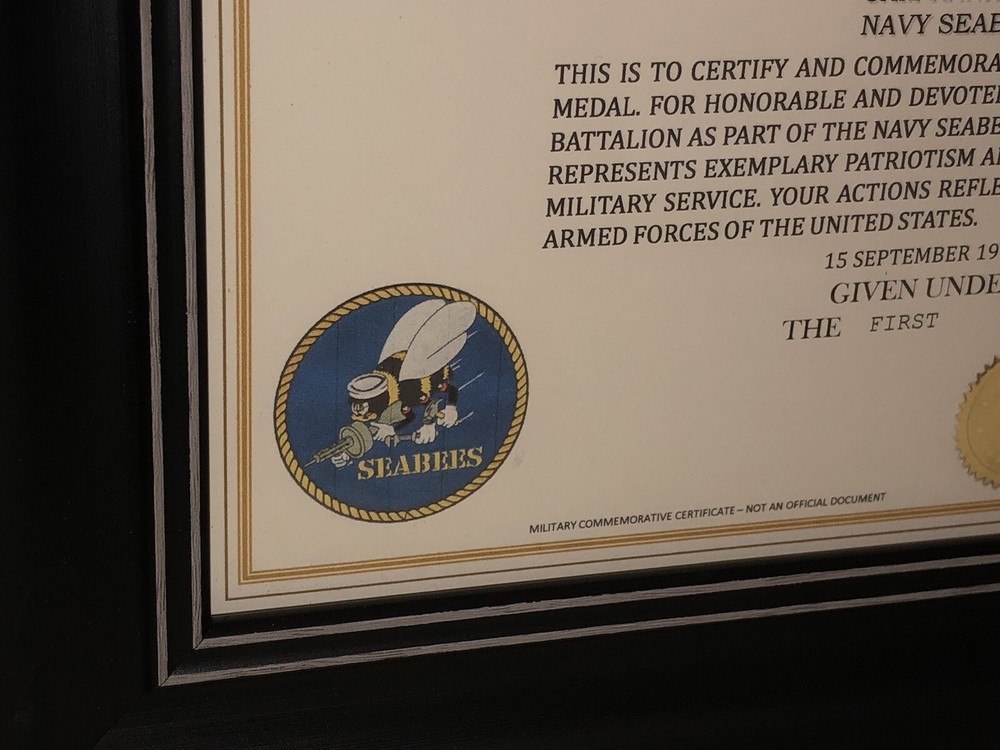 NAVY SEABE
THIS IS TO CERTIFY AND COMMEMORA
MEDAL. FOR HONORABLE AND DEVOTE
BATTALION AS PART OF THE NAVY SEABE
REPRESENTS EXEMPLARY PATRIOTISM A
MILITARY SERVICE. YOUR ACTIONS REFLE
ARMED FORCES OF THE UNITED STATES.
15 SEPTEMBER 19
GIVEN UNDE
THE FIRST
SEABEES
MILITARY COMMEMORATIVE CERTIFICATE – NOT AN OFFICIAL DOCUMENT